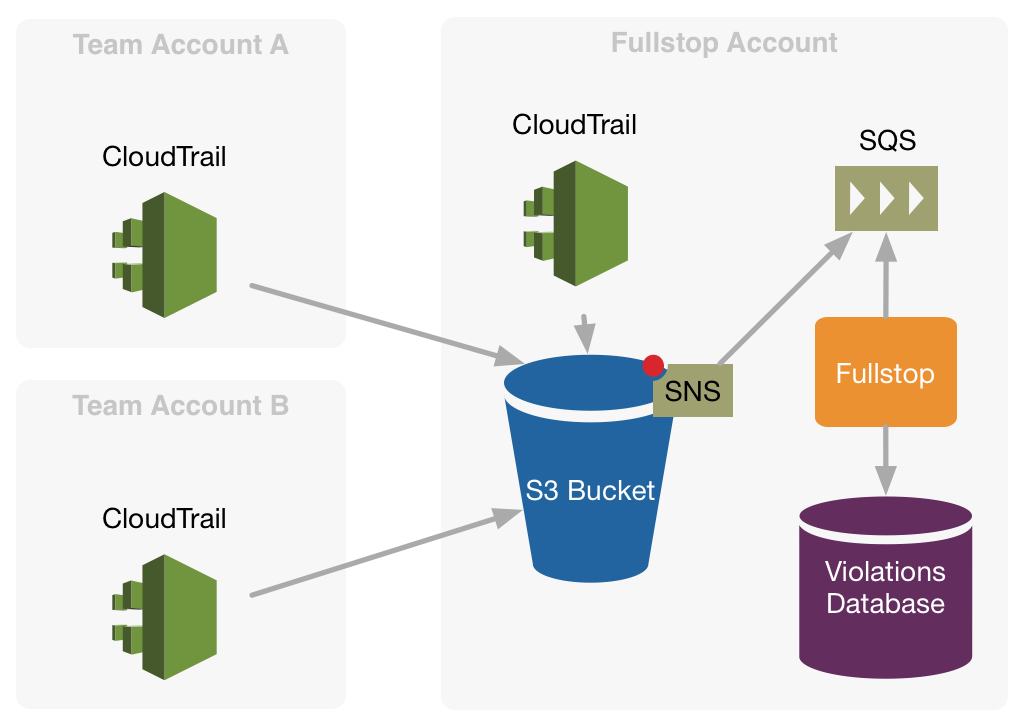 Team Account A
CloudTrail
Team Account B
CloudTrail
Fullstop Account
CloudTrail
SQS
SNS
S3 Bucket
Fullstop
Violations
Database